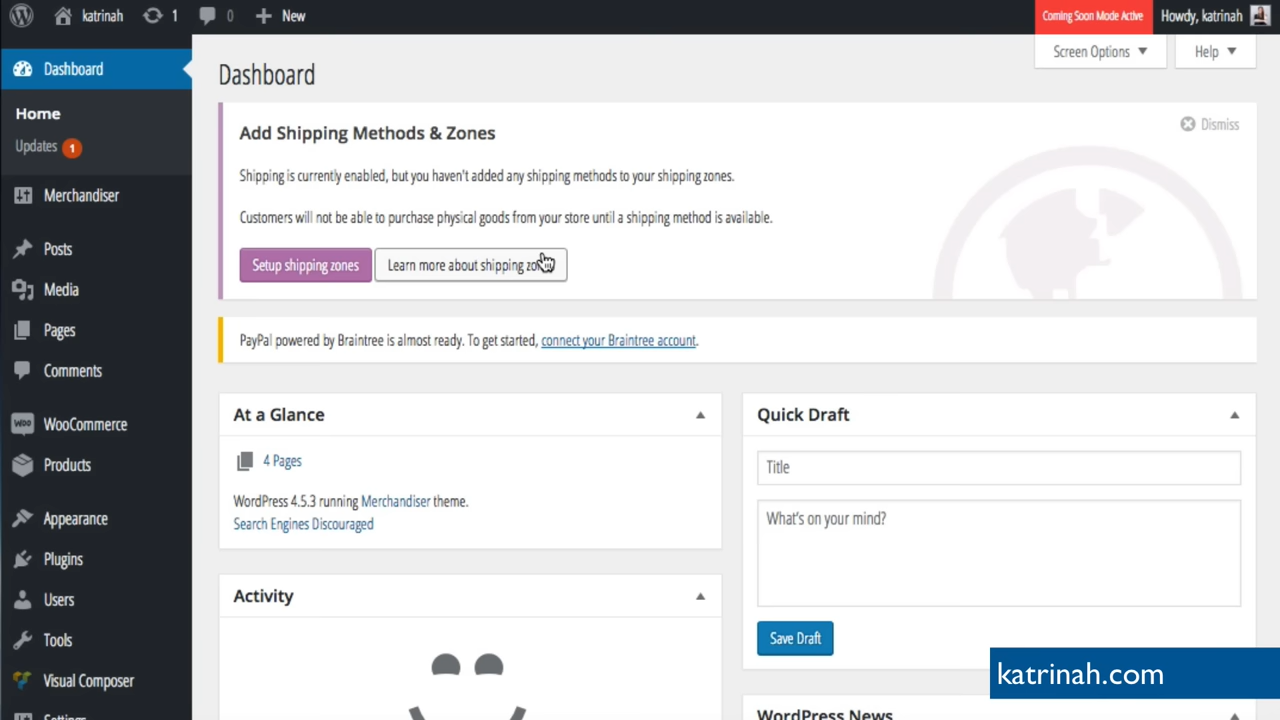 katrinah
1
0
New
Coming Soon Mode Active
Howdy, katrinah
Screen Options
Help
Dashboard
Home
Updates 1
Merchandiser
Posts
Media
Pages
Comments
WooCommerce
Products
Appearance
Plugins
Users
Tools
Visual Composer
Settings
Dashboard
Add Shipping Methods & Zones
Dismiss
Shipping is currently enabled, but you haven't added any shipping methods to your shipping zones.
Customers will not be able to purchase physical goods from your store until a shipping method is available.
Setup shipping zones
Learn more about shipping
PayPal powered by Braintree is almost ready. To get started, connect your Braintree account.
At a Glance
4 Pages
WordPress 4.5.3 running Merchandiser theme.
Search Engines Discouraged
Activity
Quick Draft
Title
What's on your mind?
Save Draft
WordPress News
katrinah.com